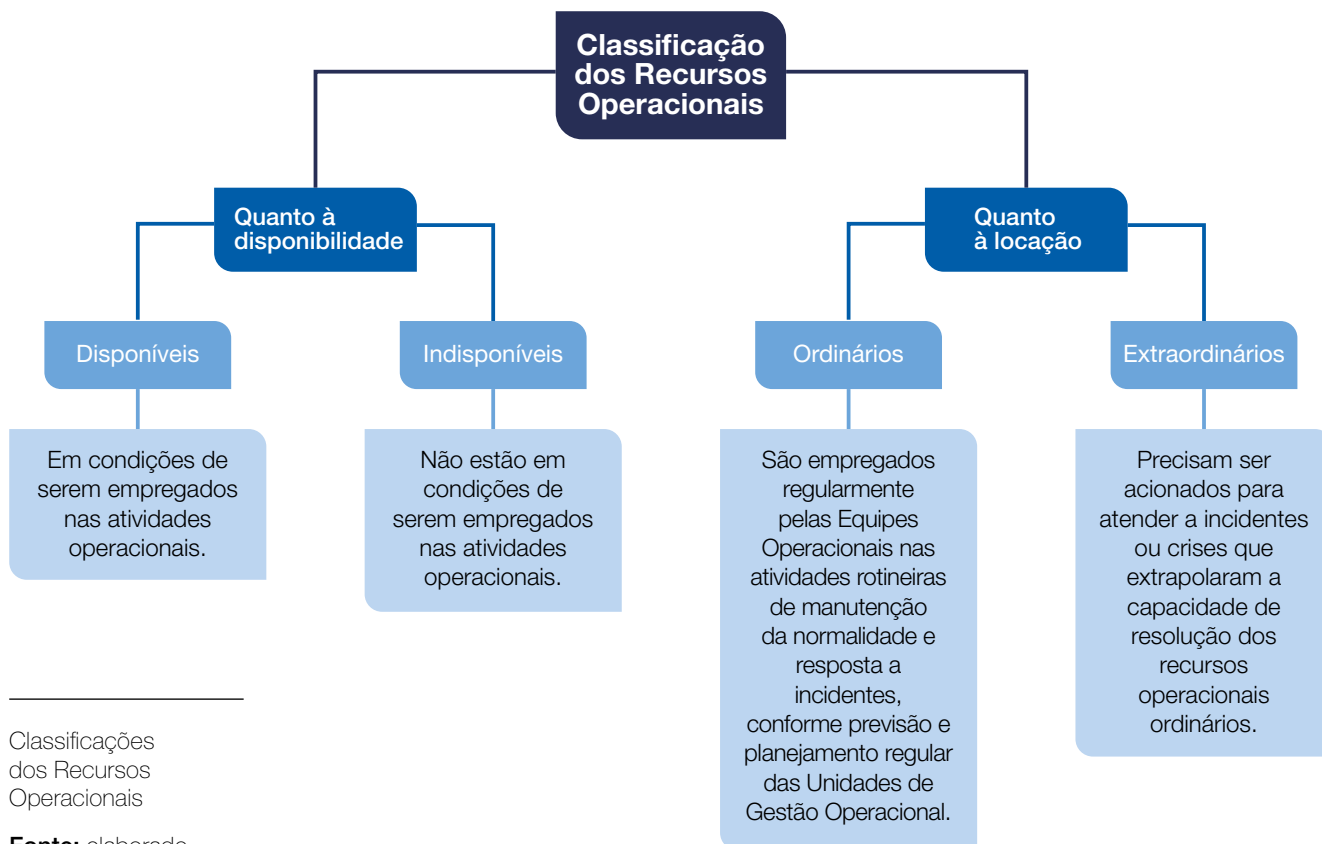 Classificação
dos Recursos
Operacionais
Quanto à
disponibilidade
Quanto
à locação
Disponíveis
Indisponíveis
Ordinários
Extraordinários
Em condições de
serem empregados
nas atividades
operacionais.
Não estão em
condições de
serem empregados
nas atividades
operacionais.
São empregados
regularmente
pelas Equipes
Operacionais nas
atividades rotineiras
de manutenção
da normalidade e
resposta a
incidentes,
conforme previsão e
planejamento regular
das Unidades de
Gestão Operacional.
Precisam ser
acionados para
atender a incidentes
ou crises que
extrapolaram a
capacidade de
resolução dos
recursos
operacionais
ordinários.
Classificações
dos Recursos
Operacionais
Fonte: elaborado